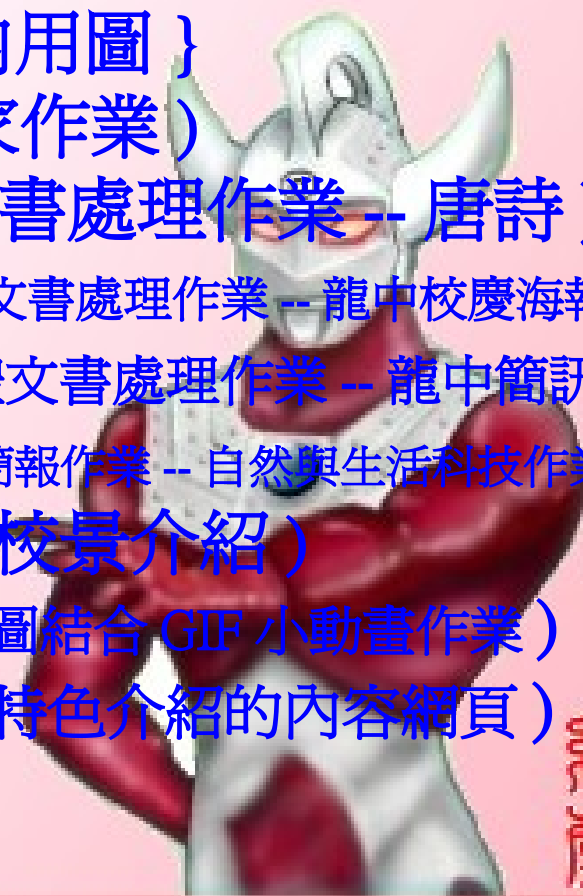 用圖 }
家作業 )
書處理作業 -- 唐詩 )
文書處理作業 -- 龍中校慶海報
文書處理作業 -- 龍中簡訊
簡報作業 -- 自然與生活科技作業
校景介紹 )
圖結合 GIF 小動畫作業 )
特色介紹的內容網頁 )